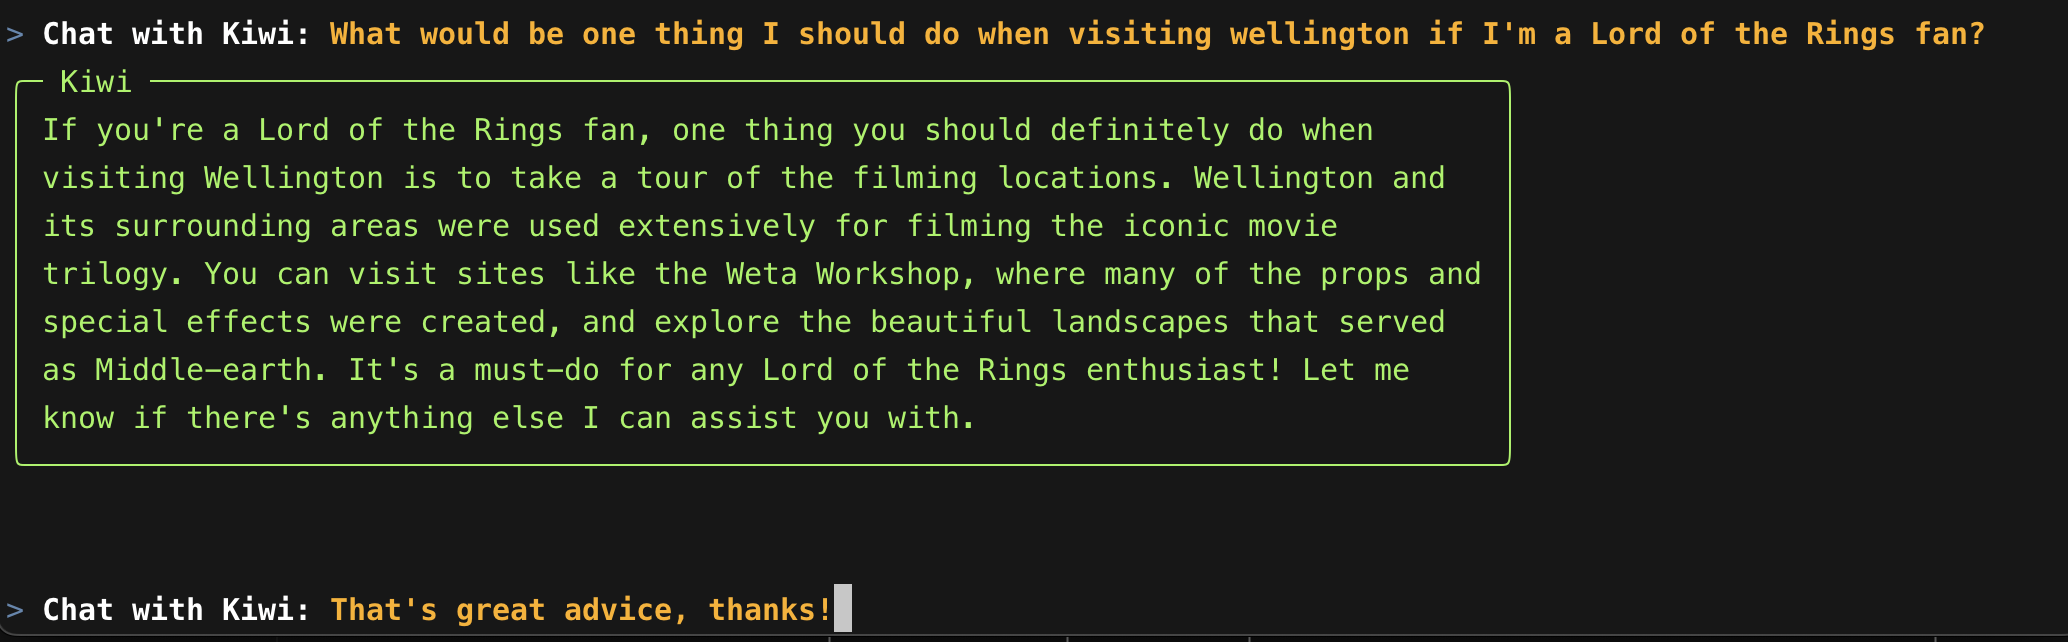 > Chat with Kiwi: What would be one thing I should do when visiting wellington if I'm a Lord of the Rings fan?
Kiwi
If you're a Lord of the Rings fan, one thing you should definitely do when
visiting Wellington is to take a tour of the filming locations. Wellington and
its surrounding areas were used extensively for filming the iconic movie
trilogy. You can visit sites like the Weta Workshop, where many of the props and
special effects were created, and explore the beautiful landscapes that served
as Middle-earth. It's a must-do for any Lord of the Rings enthusiast! Let me
know if there's anything else I can assist you with.
> Chat with Kiwi: That's great advice, thanks!